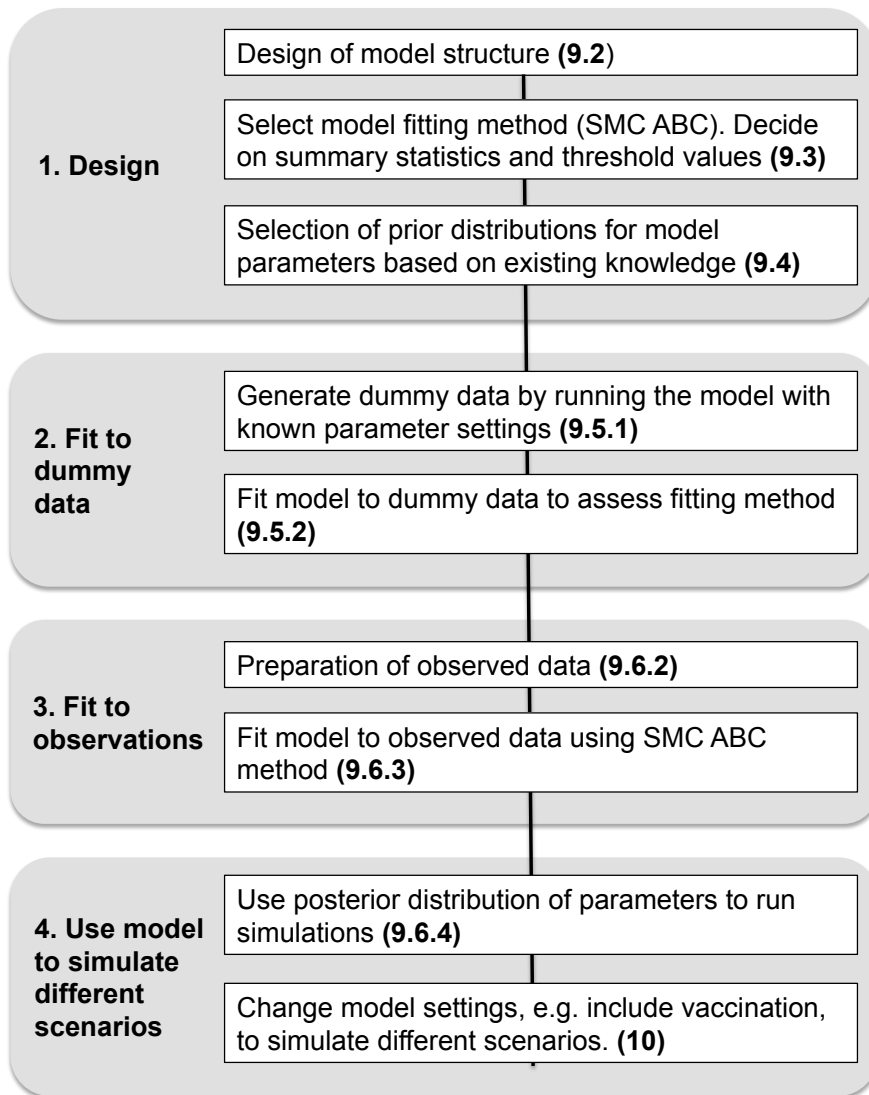 1. Design
Design of model structure (9.2)
Select model fitting method (SMC ABC). Decide
on summary statistics and threshold values (9.3)
Selection of prior distributions for model
parameters based on existing knowledge (9.4)
2. Fit to
dummy
data
Generate dummy data by running the model with
known parameter settings (9.5.1)
Fit model to dummy data to assess fitting method
(9.5.2)
3. Fit to
observations
Preparation of observed data (9.6.2)
Fit model to observed data using SMC ABC
method (9.6.3)
4. Use model
to simulate
different
scenarios
Use posterior distribution of parameters to run
simulations (9.6.4)
Change model settings, e.g. include vaccination,
to simulate different scenarios. (10)